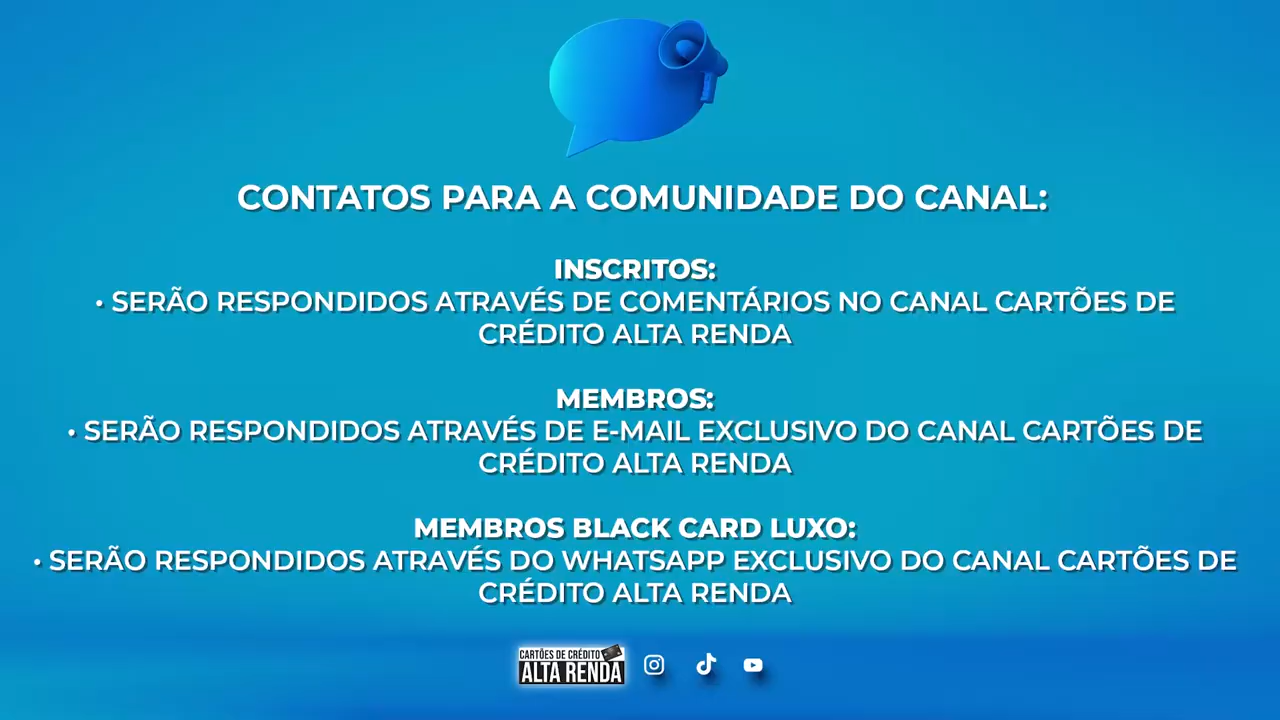 CONTATOS PARA A COMUNIDADE DO CANAL:
INSCRITOS:
• SERÃO RESPONDIDOS ATRAVÉS DE COMENTÁRIOS NO CANAL CARTÕES DE
CRÉDITO ALTA RENDA
MEMBROS:
• SERÃO RESPONDIDOS ATRAVÉS DE E-MAIL EXCLUSIVO DO CANAL CARTÕES DE
CRÉDITO ALTA RENDA
MEMBROS BLACK CARD LUXO:
• SERÃO RESPONDIDOS ATRAVÉS DO WHATSAPP EXCLUSIVO DO CANAL CARTÕES DE
CRÉDITO ALTA RENDA
CARTÕES DE CRÉDITO
ALTA RENDA